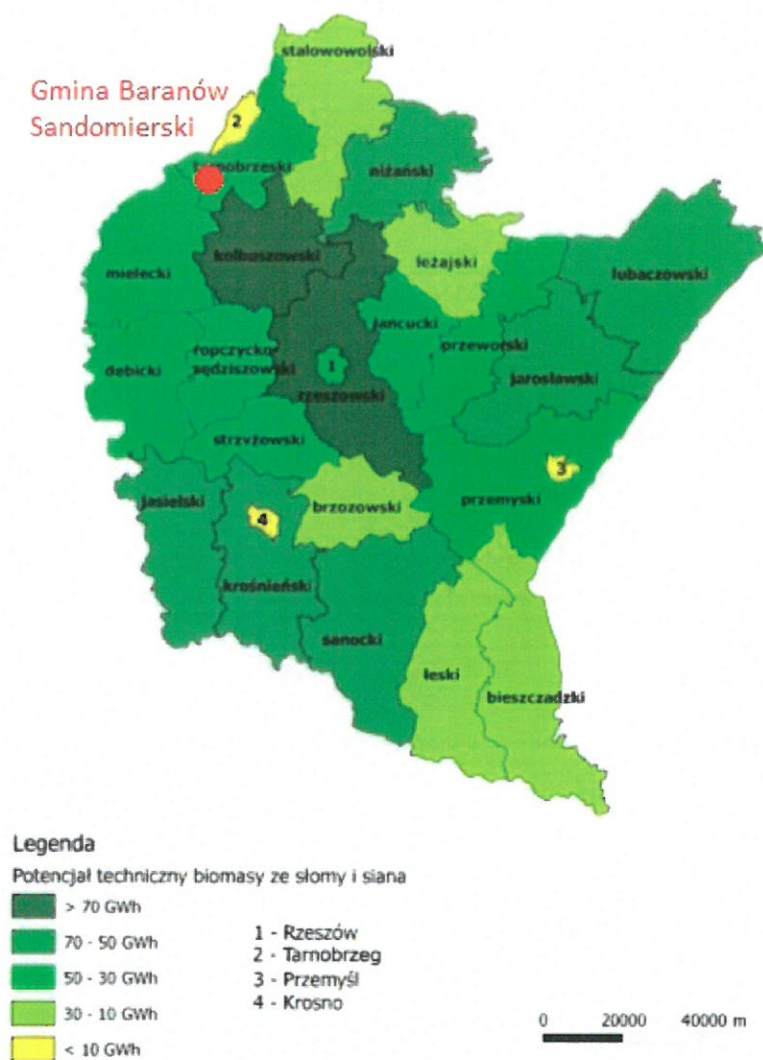 stalowowolski
Gmina Baranów
Sandomierski
2
tarnobrzeski
niżański
kolbuszowski
leżajski
mielecki
lubaczowski
łańcucki
ropczycko-
sędziszowski
przeworski
dębicki
1
jarosławski
rzeszowski
strzyżowski
3
jasielski
brzozowski
przemyski
4
krośnieński
sanocki
leski
bieszczadzki
Legenda
Potencjał techniczny biomasy ze słomy i siana
> 70 GWh
70 - 50 GWh
50 - 30 GWh
30 - 10 GWh
< 10 GWh
1 - Rzeszów
2 - Tarnobrzeg
3 - Przemyśl
4 - Krosno
0 20000 40000 m